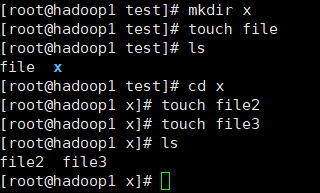 [root@hadoop1 test]# mkdir x
[root@hadoop1 test]# touch file
[root@hadoop1 test]# ls
file  x
[root@hadoop1 test]# cd x
[root@hadoop1 x]# touch file2
[root@hadoop1 x]# touch file3
[root@hadoop1 x]# ls
file2  file3
[root@hadoop1 x]#